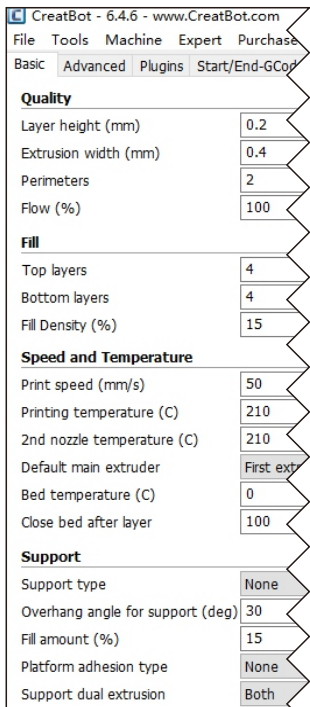 CreatBot - 6.4.6 - www.CreatBot.com
File Tools Machine Expert Purchase
Basic Advanced Plugins Start/End-GCod
Quality
Layer height (mm) 0.2
Extrusion width (mm) 0.4
Perimeters 2
Flow (%) 100
Fill
Top layers 4
Bottom layers 4
Fill Density (%) 15
Speed and Temperature
Print speed (mm/s) 50
Printing temperature (C) 210
2nd nozzle temperature (C) 210
Default main extruder First extr
Bed temperature (C) 0
Close bed after layer 100
Support
Support type None
Overhang angle for support (deg) 30
Fill amount (%) 15
Platform adhesion type None
Support dual extrusion Both